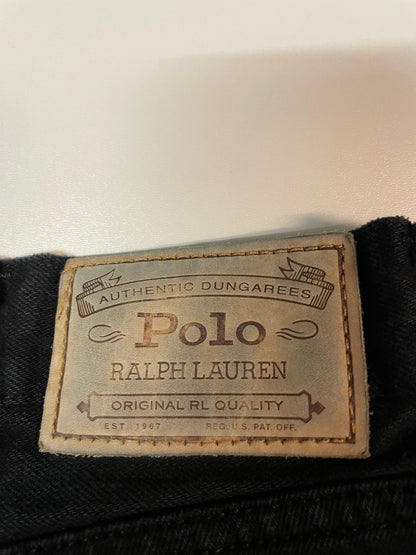 AUTHENTIC DUNGAREES
Polo
RALPH LAUREN
ORIGINAL RL QUALITY
EST. 1967 REG. U.S. PAT. OFF.